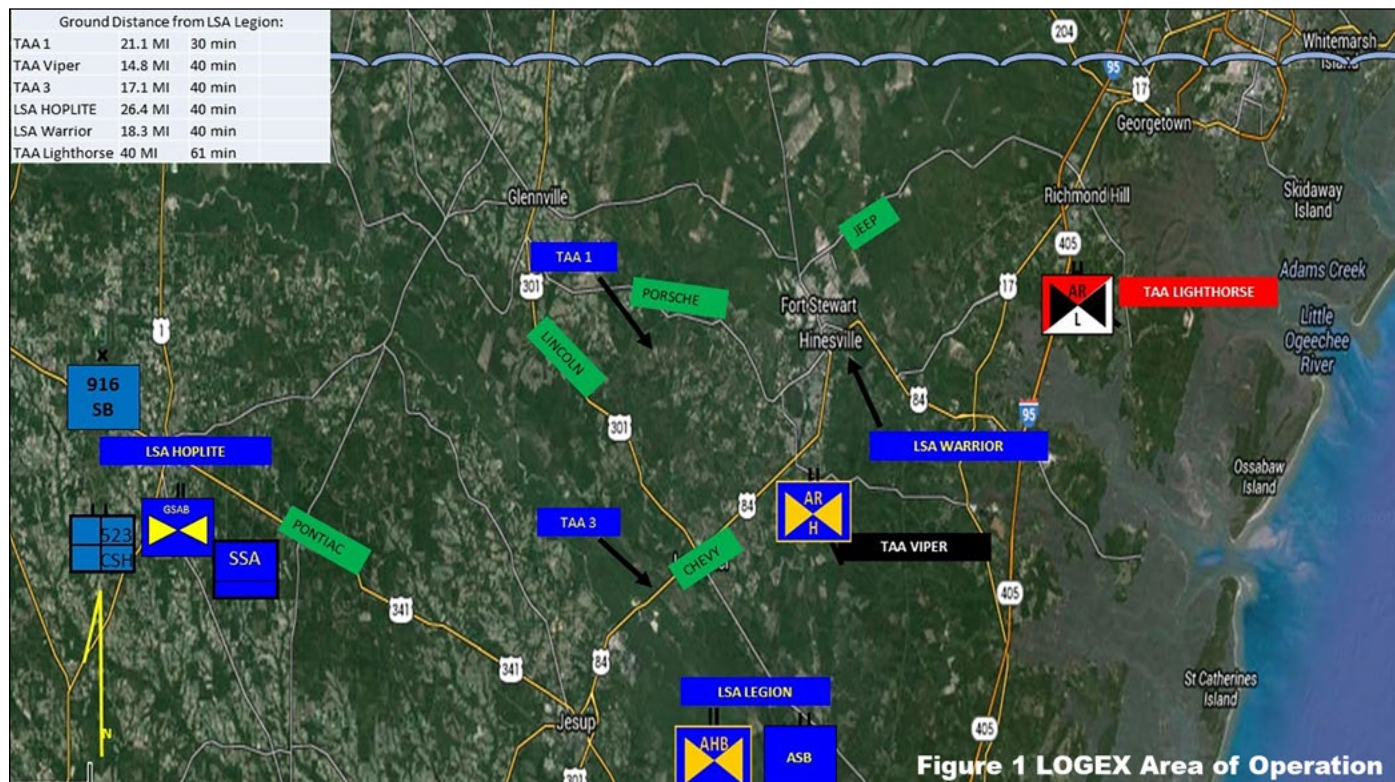 Ground Distance from LSA Legion:
TAA 1 21.1 MI 30 min
TAA Viper 14.8 MI 40 min
TAA 3 17.1 MI 40 min
LSA HOPLITE 26.4 MI 40 min
LSA Warrior 18.3 MI 40 min
TAA Lighthorse 40 MI 61 min
204
Whitemarsh
Island
95
17
Georgetown
Glennville
Richmond Hill
Skidaway
Island
JEEP
405
TAA 1
Adams Creek
301
PORSCHE
17
AR
L
TAA LIGHTHORSE
Fort Stewart
Hinesville
Little
Ogeechee
River
1
LINCOLN
X
916
SB
84
95
301
LSA HOPLITE
LSA WARRIOR
Ossabaw
Island
GSAB
84
AR
H
523
CSH
PONTIAC
TAA 3
TAA VIPER
SSA
CHEVY
341
405
341
84
St Catherines
Island
LSA LEGION
Jesup
N
405
AHB
ASB
301
Figure 1 LOGEX Area of Operation